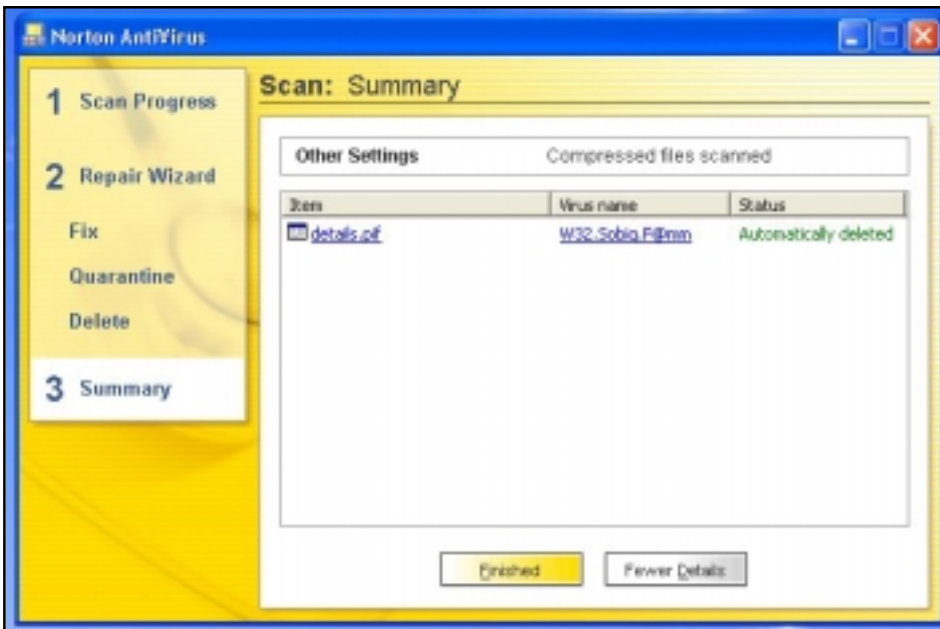 Norton AntiVirus
1 Scan Progress
2 Repair Wizard
Fix
Quarantine
Delete
3 Summary
Scan: Summary
Other Settings Compressed files scanned
Item Virus name Status
details.pif W32.Sobig.F@mm Automatically deleted
Finished Fewer Details